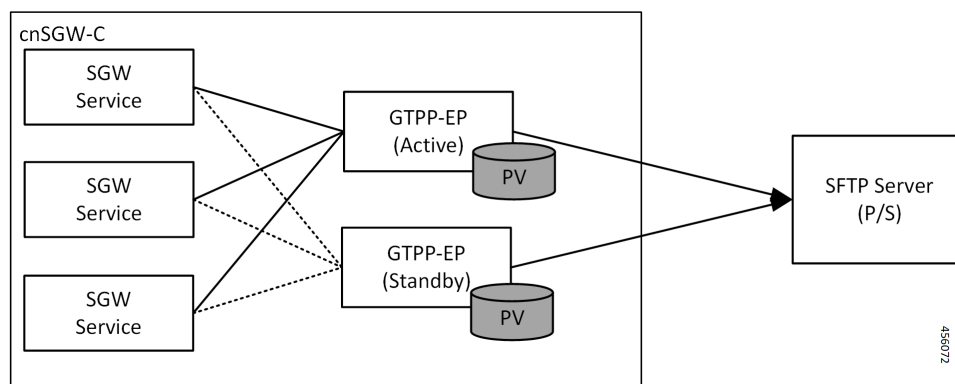 cnSGW-C
SGW
Service
SGW
Service
SGW
Service
GTPP-EP
(Active)
PV
GTPP-EP
(Standby)
PV
SFTP Server
(P/S)
456072